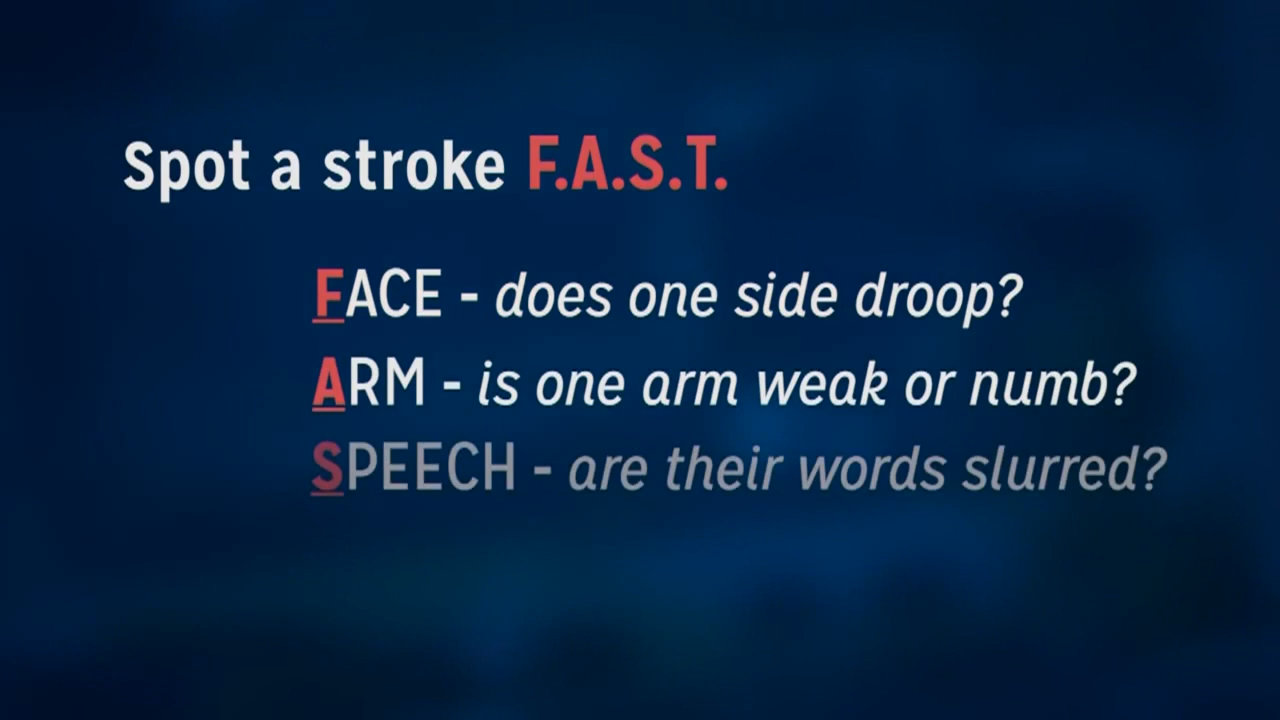 Spot a stroke F.A.S.T.
FACE - does one side droop?
ARM - is one arm weak or numb?
SPEECH - are their words slurred?